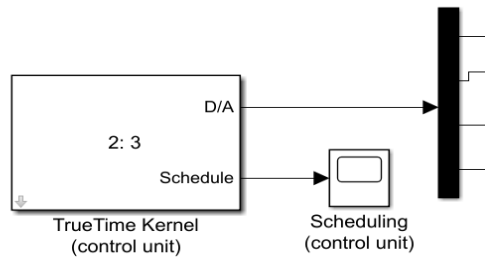 D/A
2: 3
Schedule
TrueTime Kernel
(control unit)
Scheduling
(control unit)